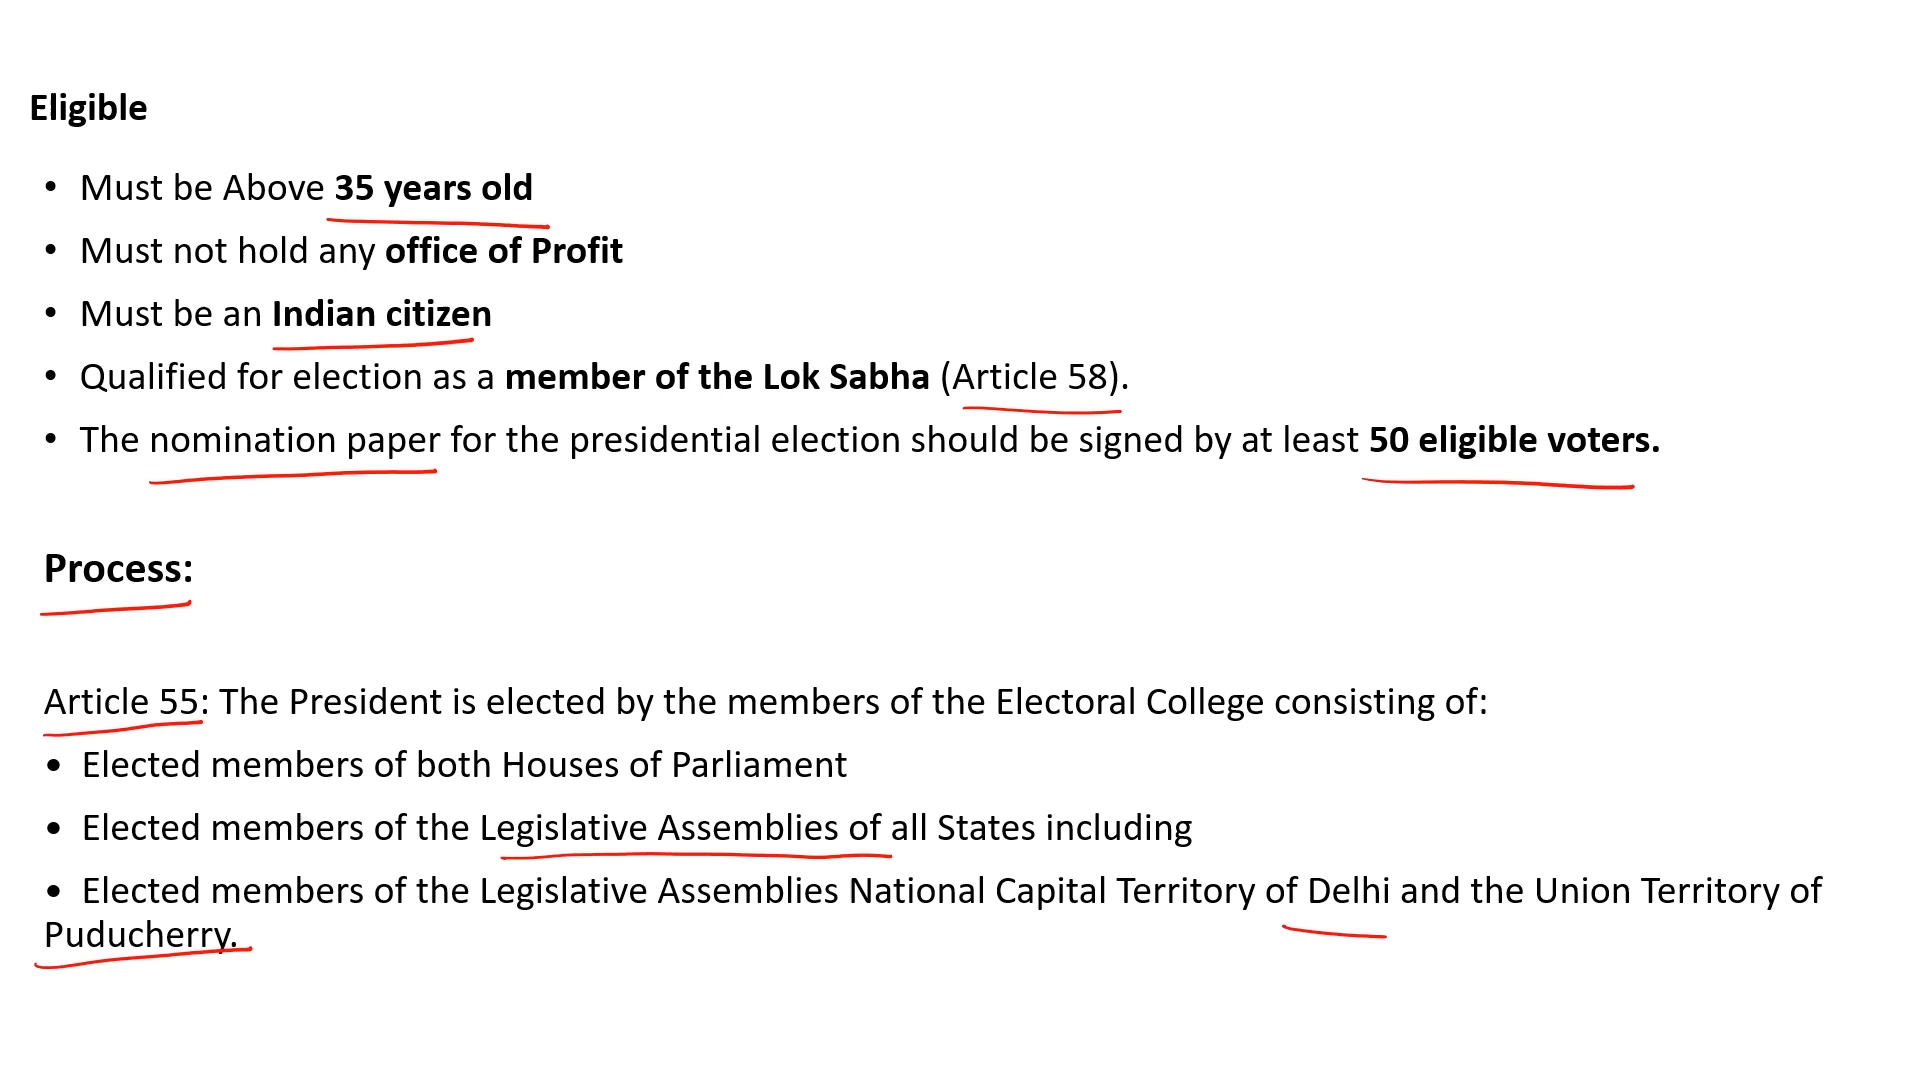 Eligible
• Must be Above 35 years old
• Must not hold any office of Profit
• Must be an Indian citizen
• Qualified for election as a member of the Lok Sabha (Article 58).
• The nomination paper for the presidential election should be signed by at least 50 eligible voters.
Process:
Article 55: The President is elected by the members of the Electoral College consisting of:
• Elected members of both Houses of Parliament
• Elected members of the Legislative Assemblies of all States including
• Elected members of the Legislative Assemblies National Capital Territory of Delhi and the Union Territory of
Puducherry.